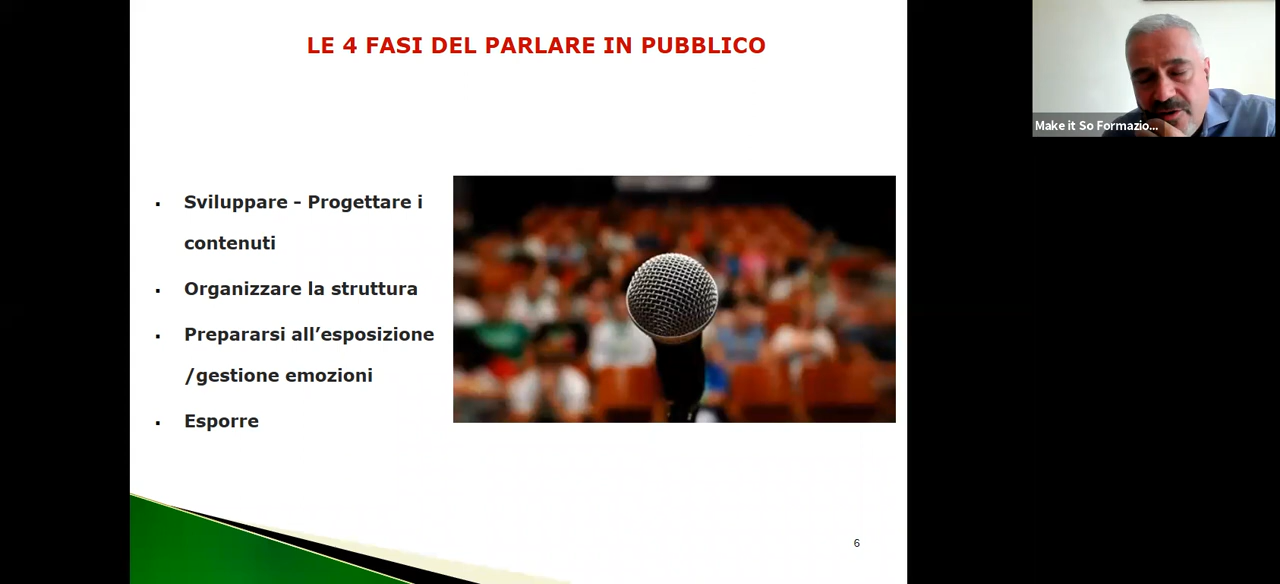 LE 4 FASI DEL PARLARE IN PUBBLICO
Make it So Formazio...
▪ Sviluppare - Progettare i
contenuti
▪ Organizzare la struttura
▪ Prepararsi all’esposizione
/gestione emozioni
▪ Esporre
6